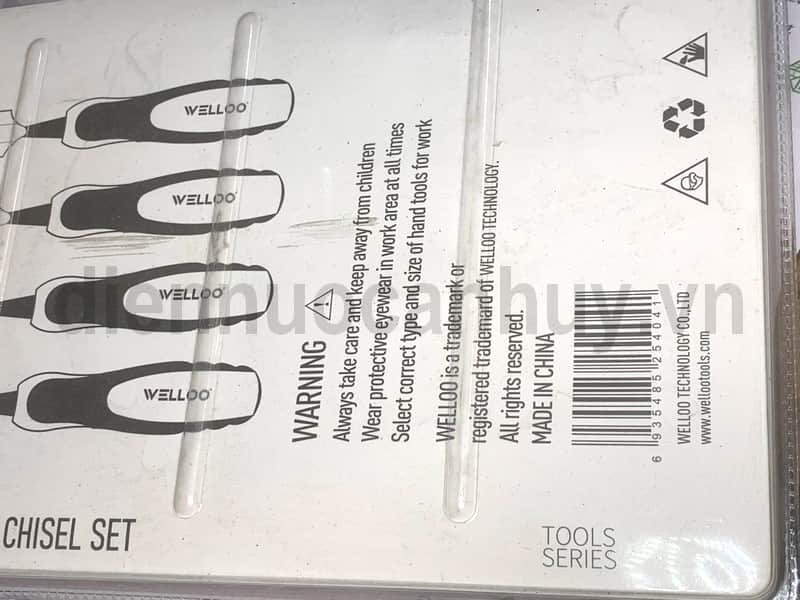 WELLOO
WELLOO
WELLOO
WELLOO
CHISEL SET
WARNING
Always take care and keep away from children
Wear protective eyewear in work area at all times
Select correct type and size of hand tools for work
WELLOO is a trademark or
registered trademard of WELLOO TECHNOLOGY.
All rights reserved.
MADE IN CHINA
6 935485 254041
WELLOO TECHNOLOGY CO.,LTD
www.wellootools.com
TOOLS
SERIES
diennuocanhuy.vn